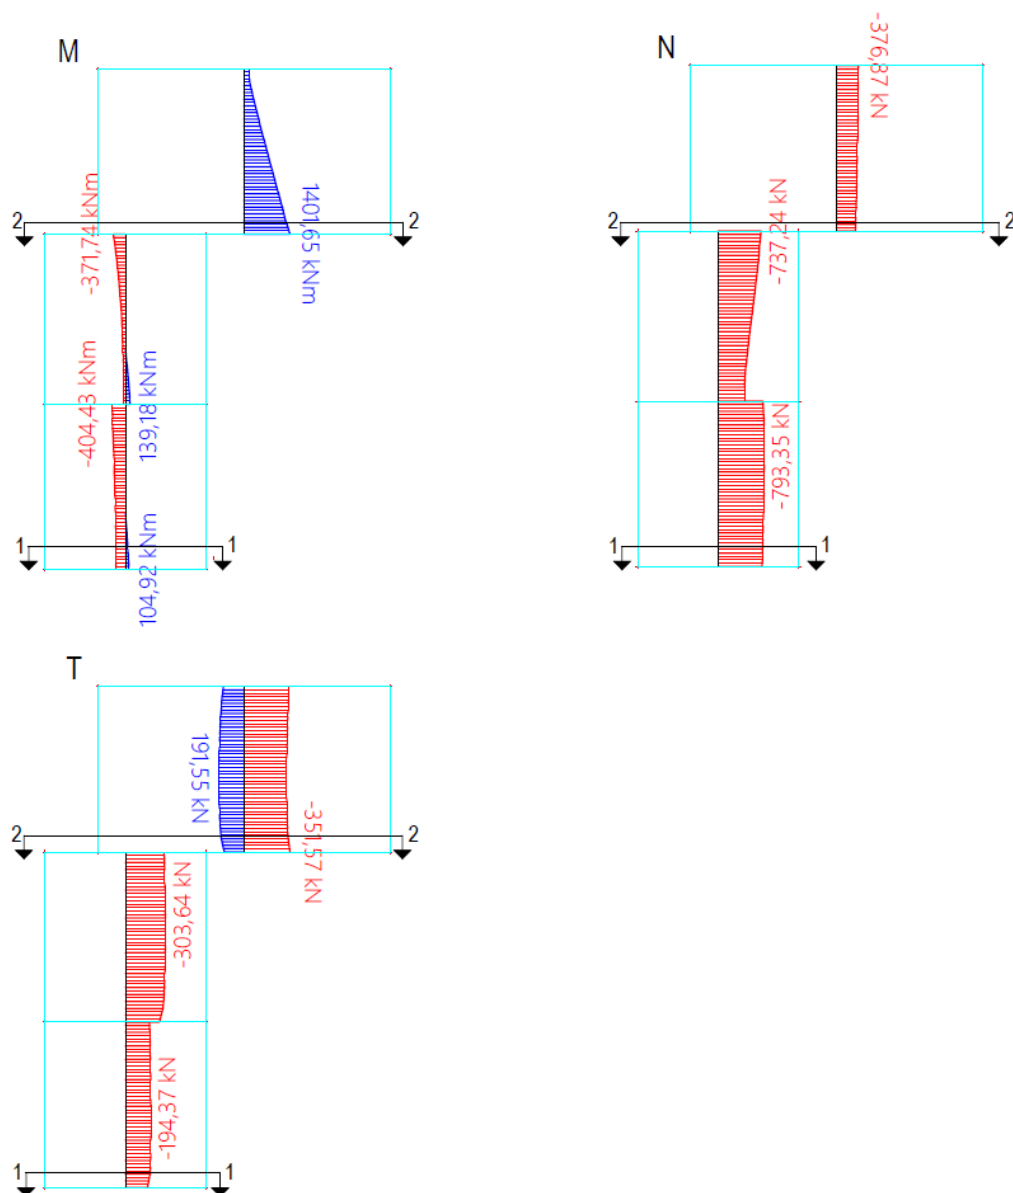 M
1401,65 kNm
2 2
-371,74 kNm
-404,43 kNm
139,18 kNm
1 1
104,92 kNm
N
-376,87 kN
2 2
-737,24 kN
-793,35 kN
1 1
T
191,55 kN
-351,57 kN
2 2
-303,64 kN
-194,37 kN
1 1